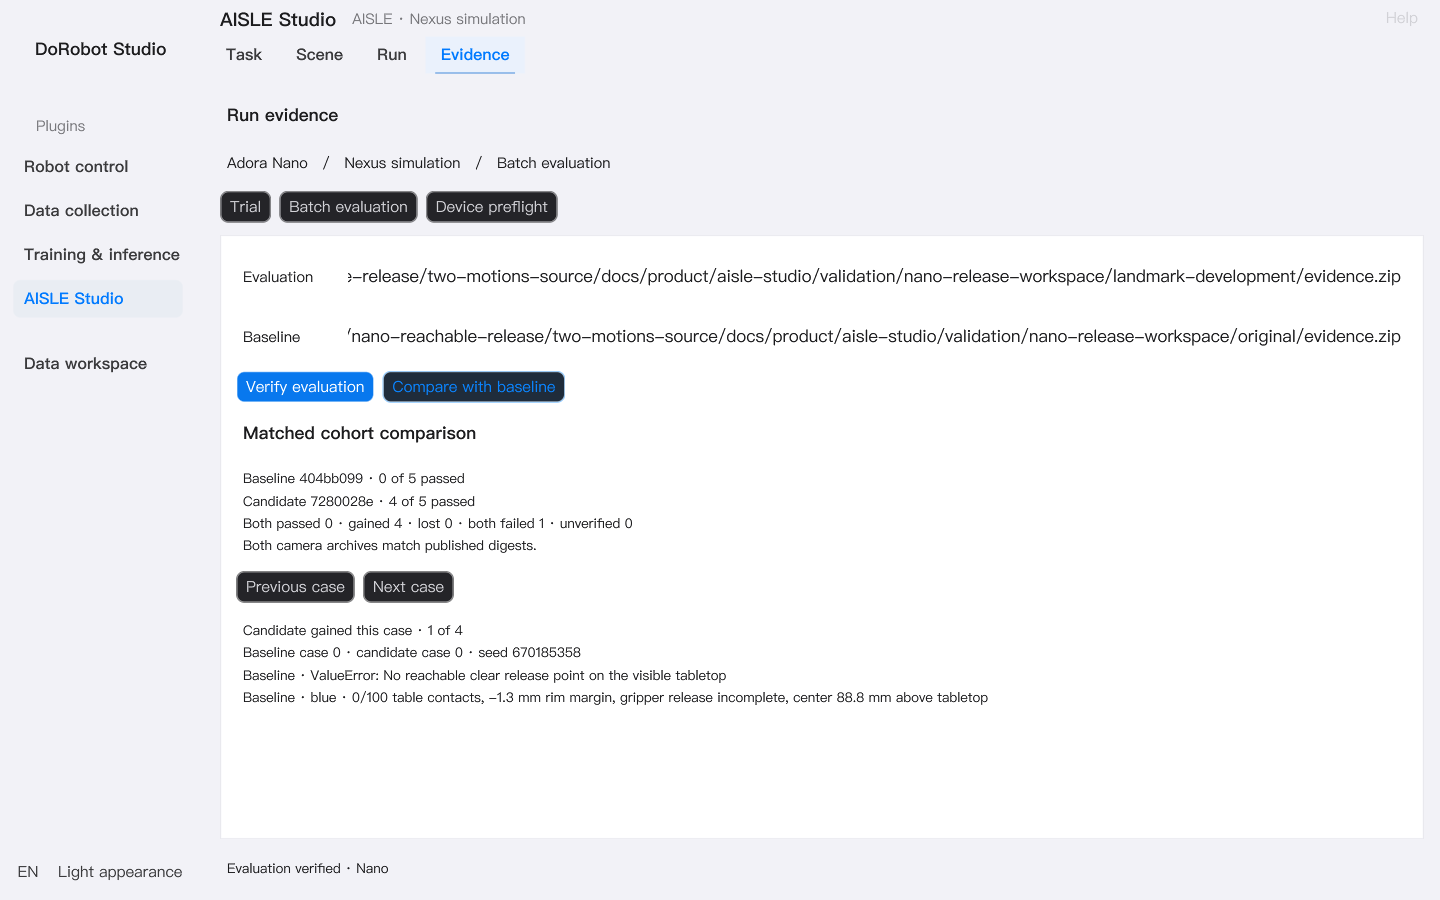 AISLE Studio AISLE · Nexus simulation
Help
DoRobot Studio
Task Scene Run Evidence
Plugins
Robot control
Data collection
Training & inference
AISLE Studio
Data workspace
EN Light appearance
Run evidence
Adora Nano / Nexus simulation / Batch evaluation
Trial Batch evaluation Device preflight
Evaluation e-release/two-motions-source/docs/product/aisle-studio/validation/nano-release-workspace/landmark-development/evidence.zip
Baseline /nano-reachable-release/two-motions-source/docs/product/aisle-studio/validation/nano-release-workspace/original/evidence.zip
Verify evaluation Compare with baseline
Matched cohort comparison
Baseline 404bb099 · 0 of 5 passed
Candidate 7280028e · 4 of 5 passed
Both passed 0 · gained 4 · lost 0 · both failed 1 · unverified 0
Both camera archives match published digests.
Previous case Next case
Candidate gained this case · 1 of 4
Baseline case 0 · candidate case 0 · seed 670185358
Baseline · ValueError: No reachable clear release point on the visible tabletop
Baseline · blue · 0/100 table contacts, -1.3 mm rim margin, gripper release incomplete, center 88.8 mm above tabletop
Evaluation verified · Nano